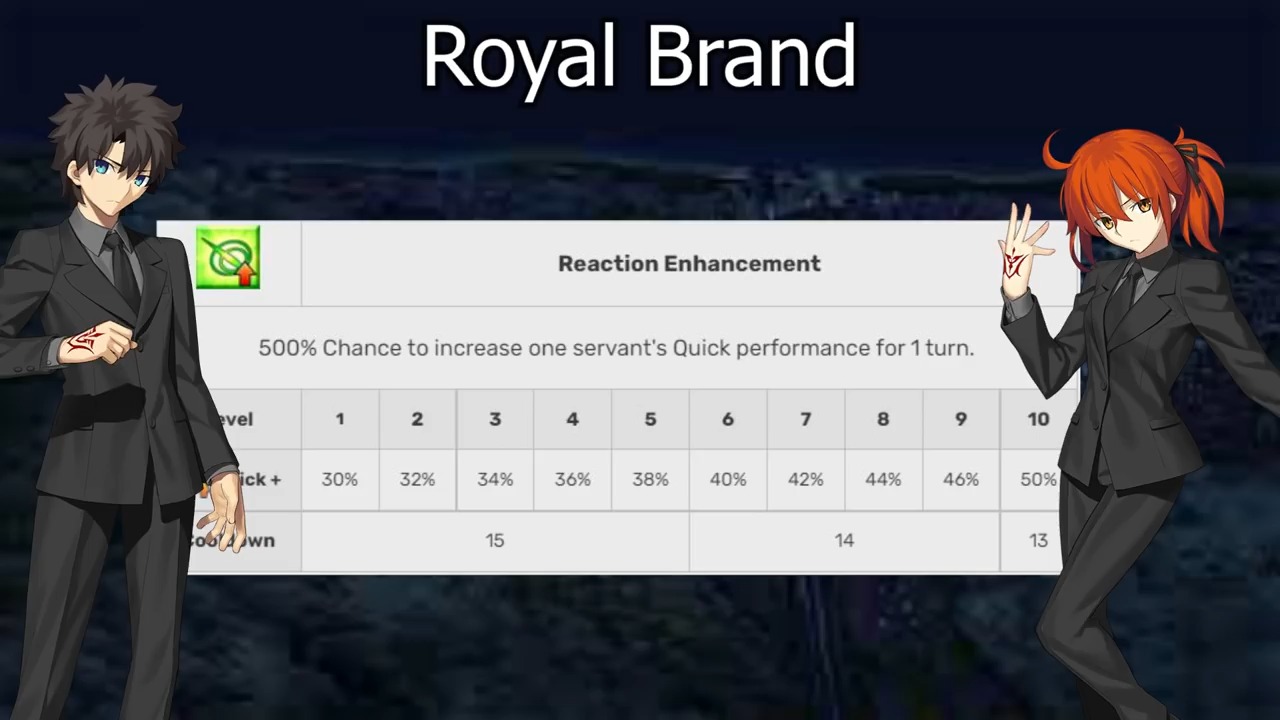 Royal Brand
Reaction Enhancement
500% Chance to increase one servant's Quick performance for 1 turn.
evel 1 2 3 4 5 6 7 8 9 10
ick + 30% 32% 34% 36% 38% 40% 42% 44% 46% 50%
15 14 13